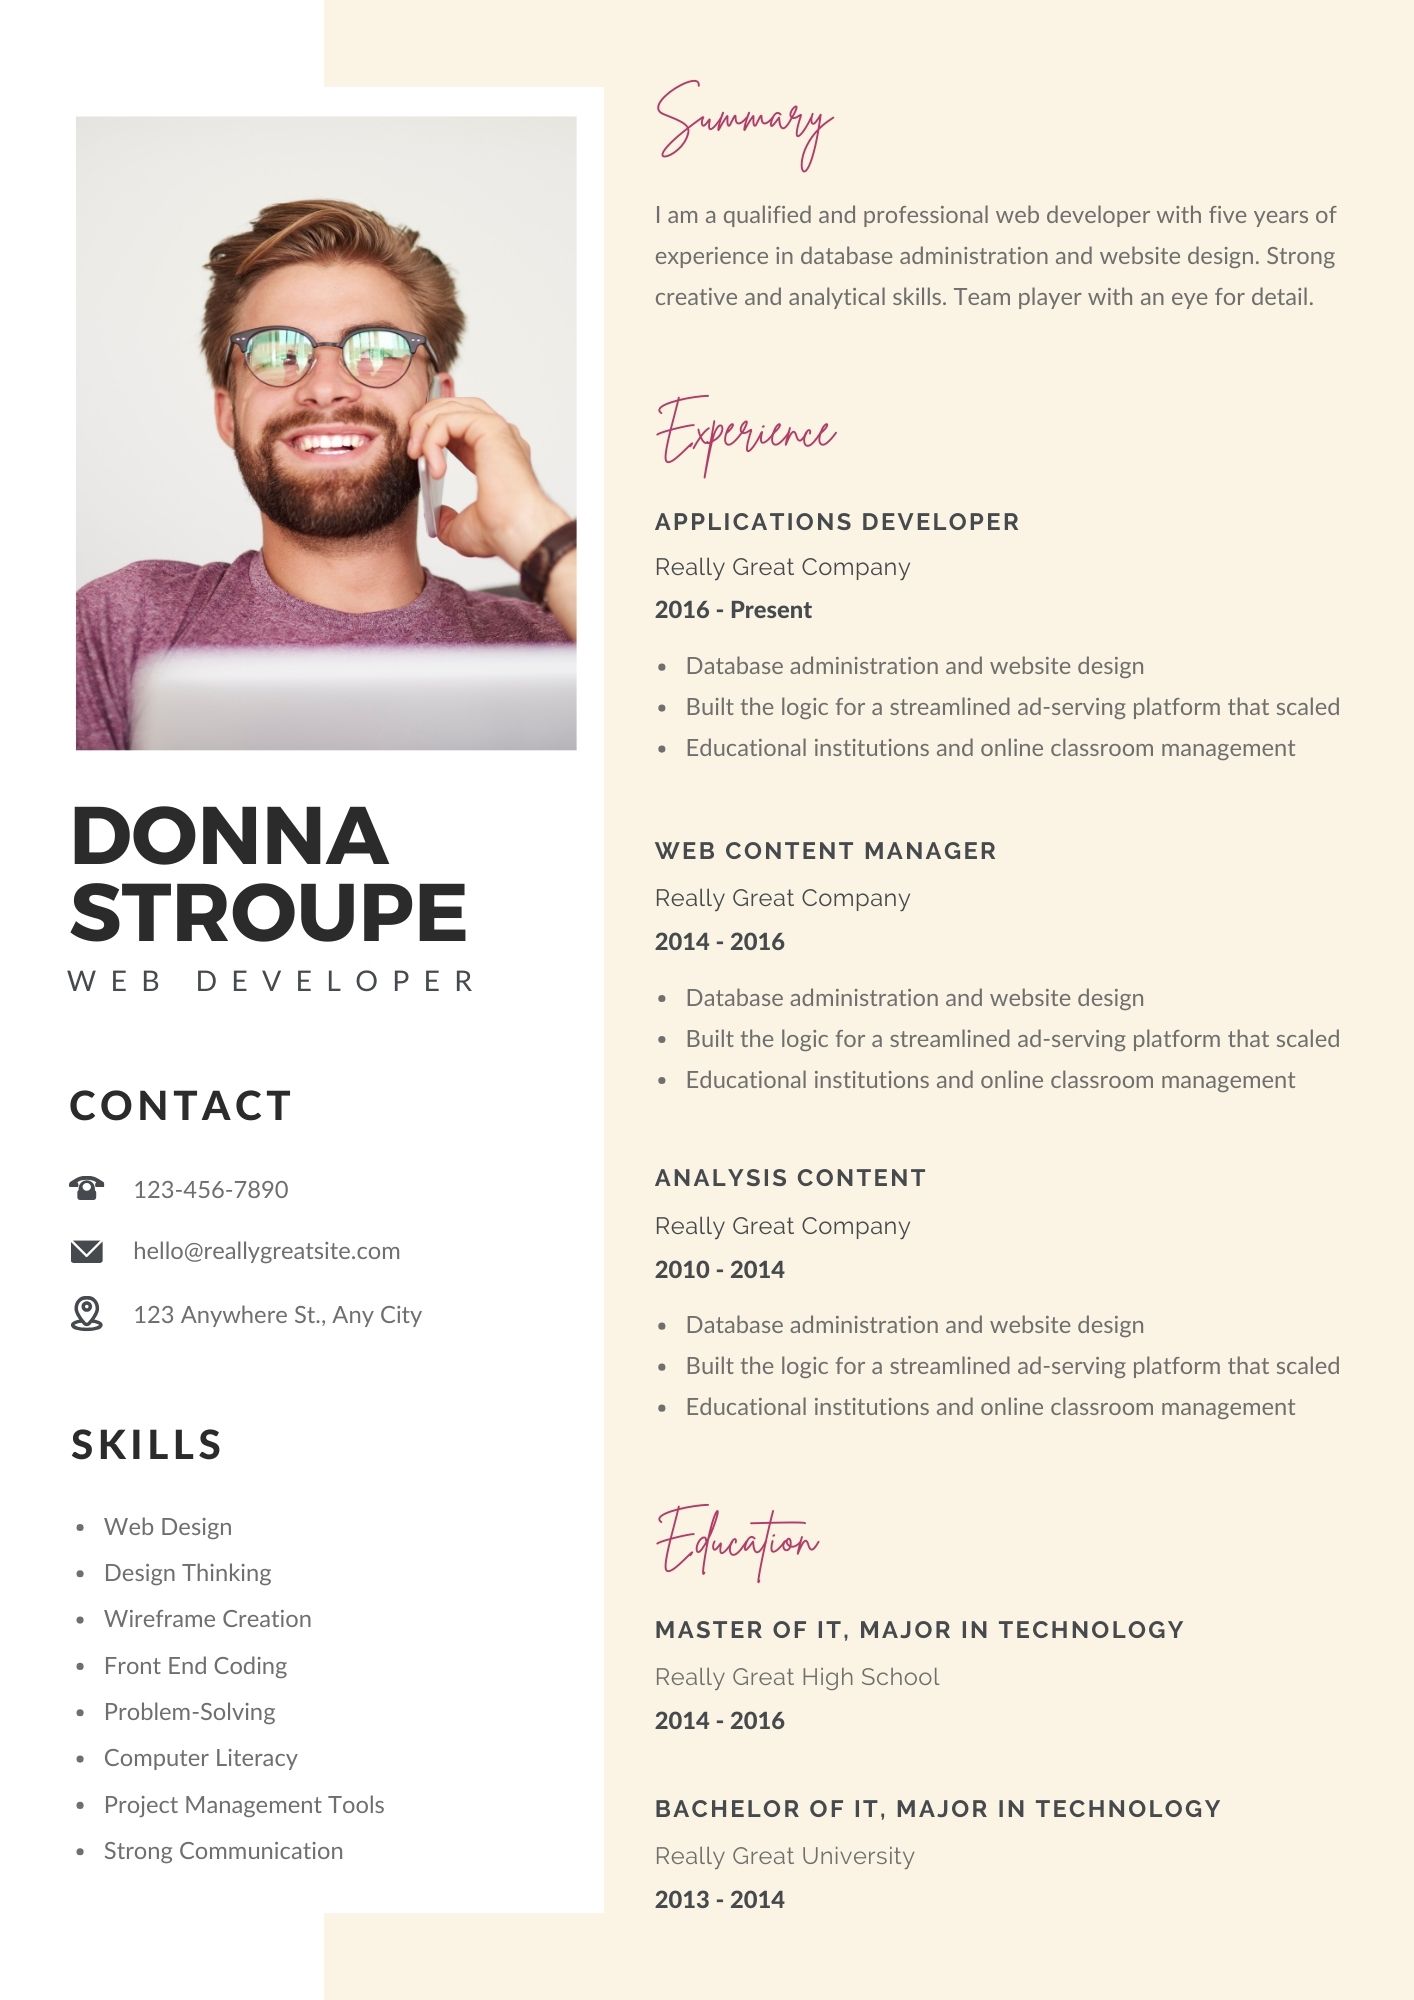 DONNA
STROUPE
WEB DEVELOPER
CONTACT
123-456-7890
hello@reallygreatsite.com
123 Anywhere St., Any City
SKILLS
• Web Design
• Design Thinking
• Wireframe Creation
• Front End Coding
• Problem-Solving
• Computer Literacy
• Project Management Tools
• Strong Communication
Summary
I am a qualified and professional web developer with five years of
experience in database administration and website design. Strong
creative and analytical skills. Team player with an eye for detail.
Experience
APPLICATIONS DEVELOPER
Really Great Company
2016 - Present
• Database administration and website design
• Built the logic for a streamlined ad-serving platform that scaled
• Educational institutions and online classroom management
WEB CONTENT MANAGER
Really Great Company
2014 - 2016
• Database administration and website design
• Built the logic for a streamlined ad-serving platform that scaled
• Educational institutions and online classroom management
ANALYSIS CONTENT
Really Great Company
2010 - 2014
• Database administration and website design
• Built the logic for a streamlined ad-serving platform that scaled
• Educational institutions and online classroom management
Education
MASTER OF IT, MAJOR IN TECHNOLOGY
Really Great High School
2014 - 2016
BACHELOR OF IT, MAJOR IN TECHNOLOGY
Really Great University
2013 - 2014